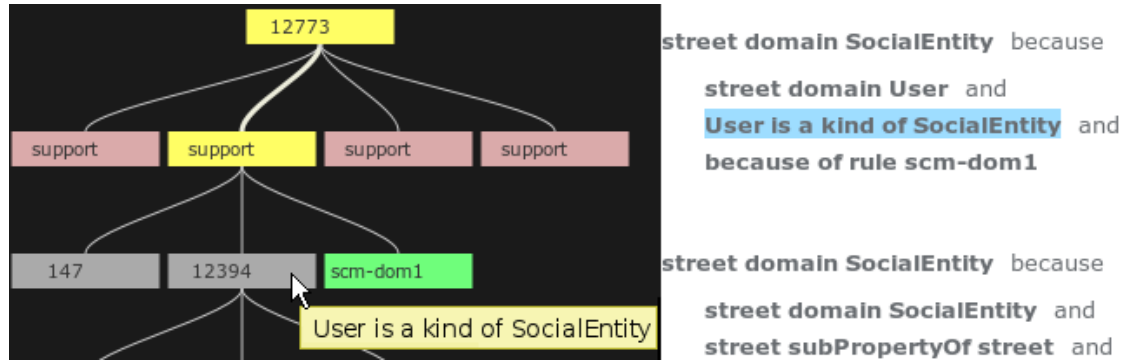 12773
support support support support
147 12394 scm-dom1
User is a kind of SocialEntity
street domain SocialEntity because
street domain User and
User is a kind of SocialEntity and
because of rule scm-dom1
street domain SocialEntity because
street domain SocialEntity and
street subPropertyOf street and